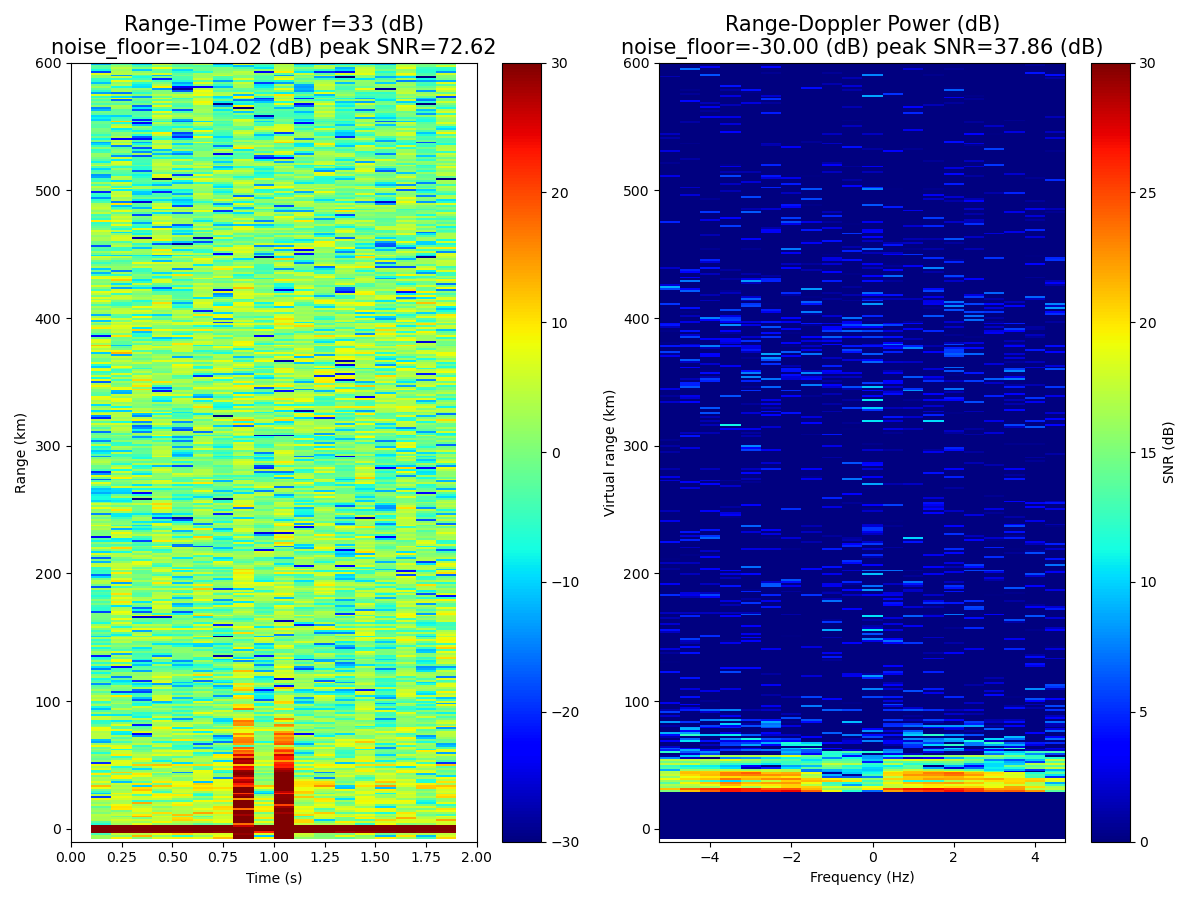 Range-Time Power f=33 (dB)
noise_floor=-104.02 (dB) peak SNR=72.62
Range (km)
600
500
400
300
200
100
0
0.00 0.25 0.50 0.75 1.00 1.25 1.50 1.75 2.00
Time (s)
30
20
10
0
−10
−20
−30
Range-Doppler Power (dB)
noise_floor=-30.00 (dB) peak SNR=37.86 (dB)
Virtual range (km)
600
500
400
300
200
100
0
−4 −2 0 2 4
Frequency (Hz)
30
25
20
15
10
5
0
SNR (dB)